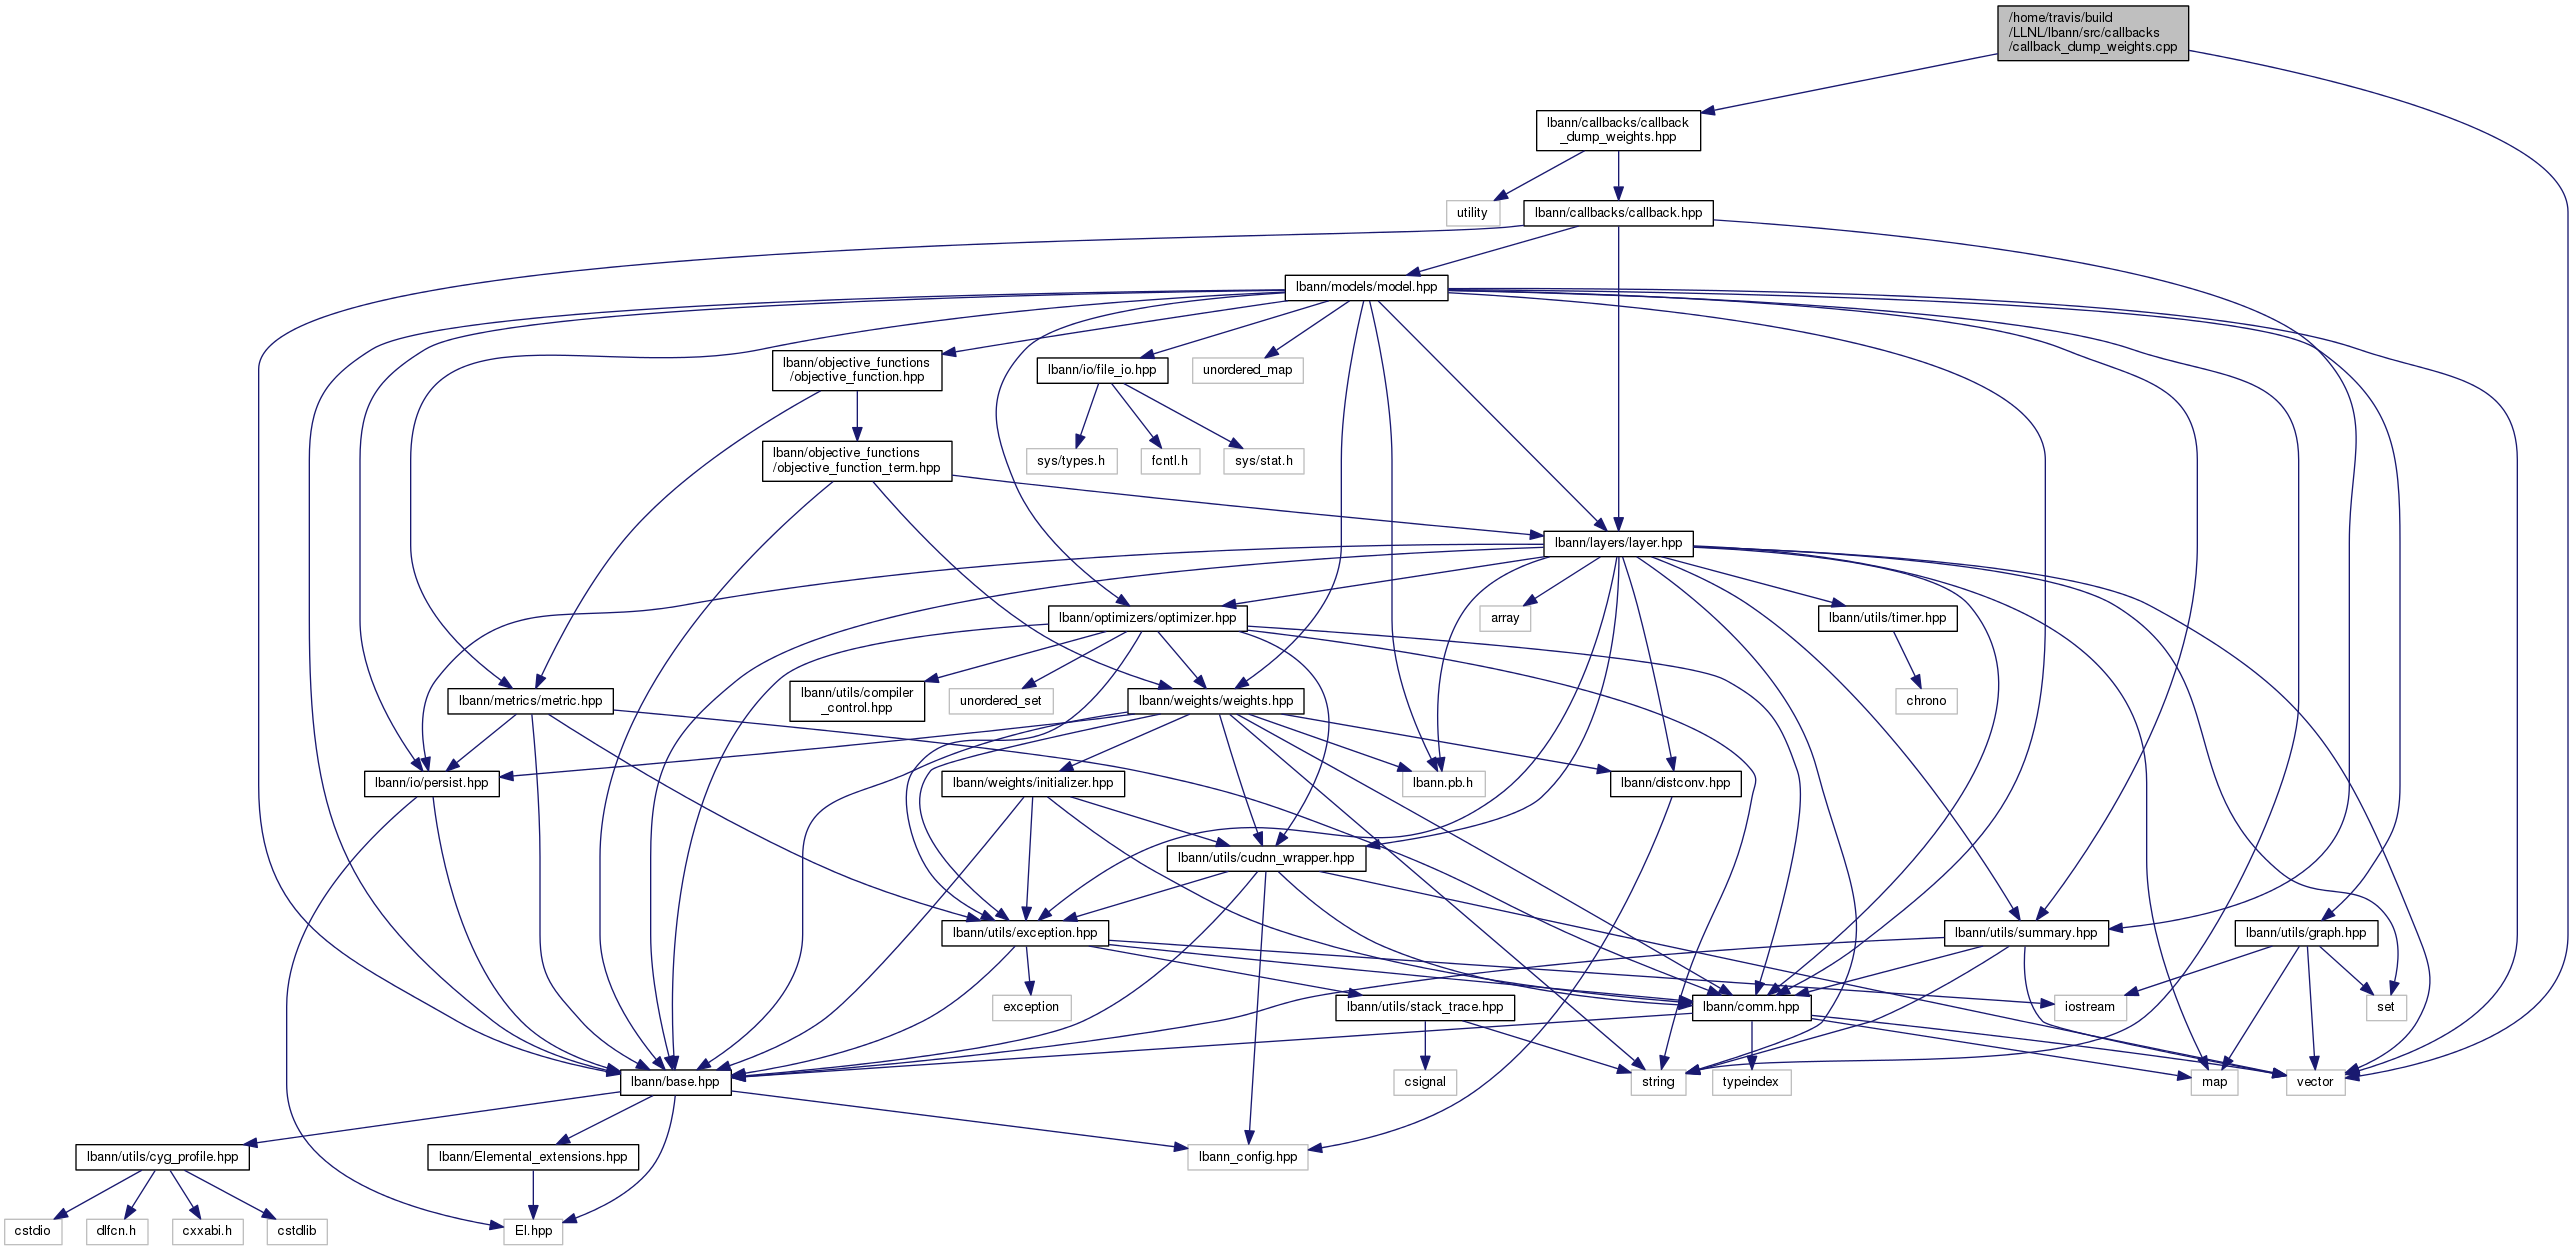 /home/travis/build
/LLNL/lbann/src/callbacks
/callback_dump_weights.cpp
lbann/callbacks/callback
_dump_weights.hpp
utility
lbann/callbacks/callback.hpp
lbann/models/model.hpp
lbann/objective_functions
/objective_function.hpp
lbann/io/file_io.hpp
unordered_map
lbann/objective_functions
/objective_function_term.hpp
sys/types.h
fcntl.h
sys/stat.h
lbann/layers/layer.hpp
lbann/optimizers/optimizer.hpp
array
lbann/utils/timer.hpp
lbann/metrics/metric.hpp
lbann/utils/compiler
_control.hpp
unordered_set
lbann/weights/weights.hpp
chrono
lbann/io/persist.hpp
lbann/weights/initializer.hpp
lbann.pb.h
lbann/distconv.hpp
lbann/utils/cudnn_wrapper.hpp
lbann/utils/exception.hpp
lbann/utils/summary.hpp
lbann/utils/graph.hpp
exception
lbann/utils/stack_trace.hpp
lbann/comm.hpp
iostream
set
lbann/base.hpp
csignal
string
typeindex
map
vector
lbann/utils/cyg_profile.hpp
lbann/Elemental_extensions.hpp
lbann_config.hpp
cstdio
dlfcn.h
cxxabi.h
cstdlib
El.hpp